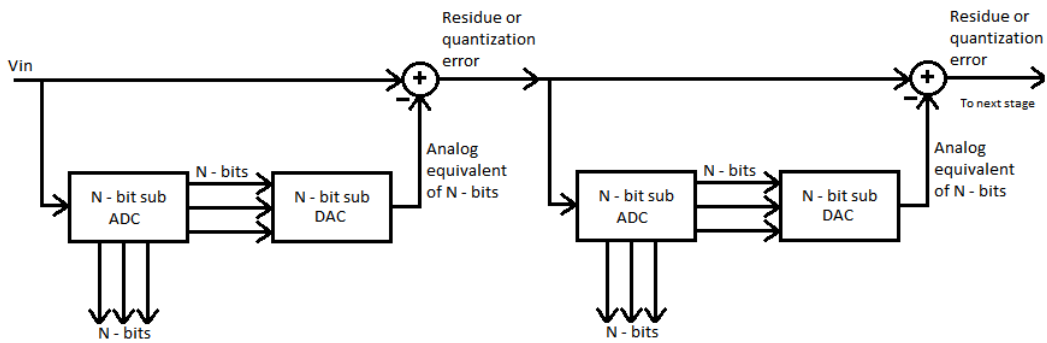 Vin
Residue or
quantization
error
N - bits
N - bit sub
ADC
N - bit sub
DAC
Analog
equivalent
of N - bits
N - bits
Residue or
quantization
error
To next stage
N - bits
N - bit sub
ADC
N - bit sub
DAC
Analog
equivalent
of N - bits
N - bits